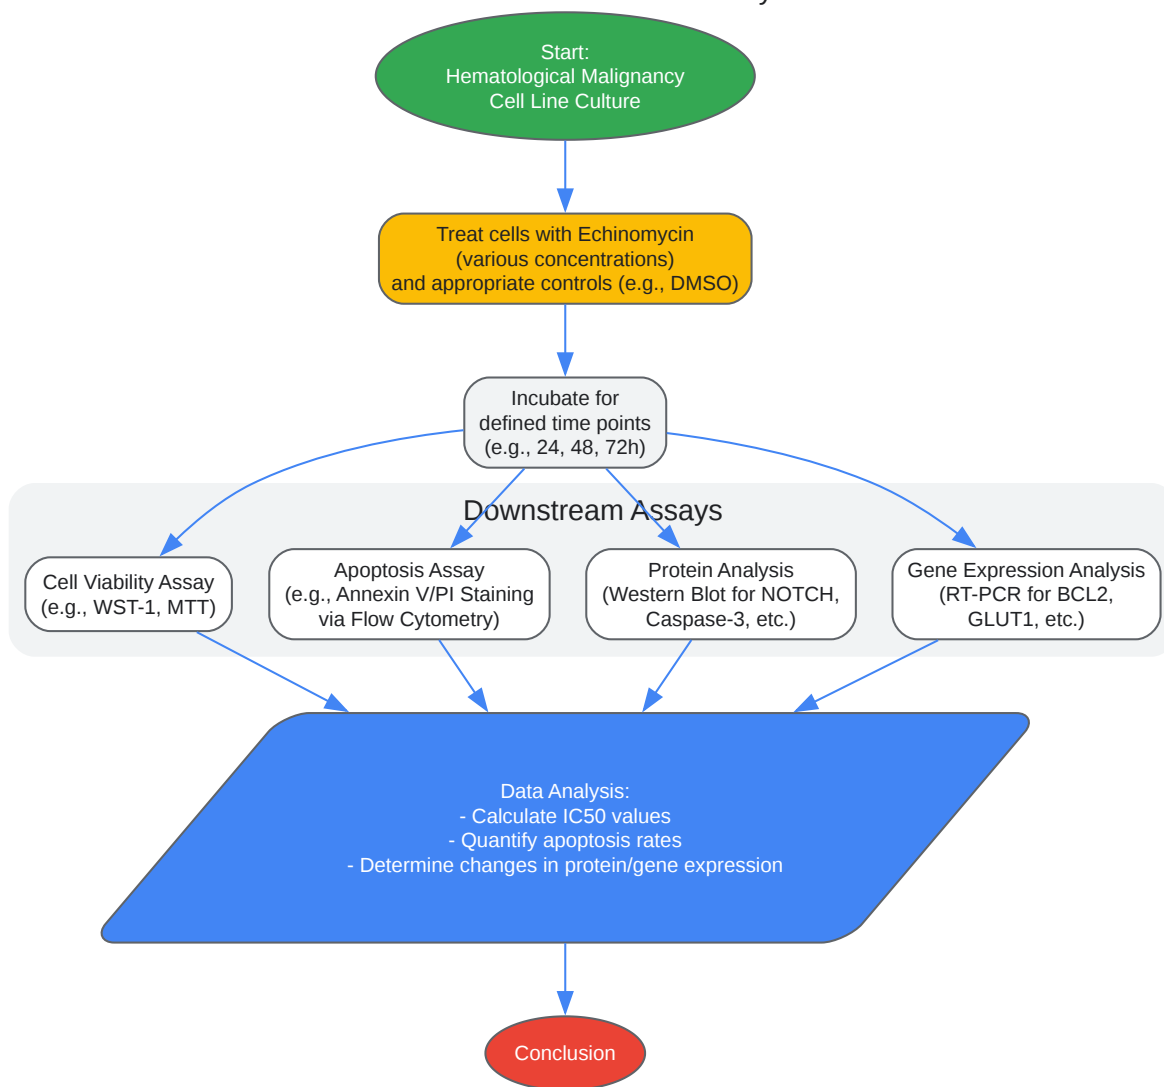 Start:
Hematological Malignancy
Cell Line Culture
Treat cells with Echinomycin
(various concentrations)
and appropriate controls (e.g., DMSO)
Incubate for
defined time points
(e.g., 24, 48, 72h)
Downstream Assays
Cell Viability Assay
(e.g., WST-1, MTT)
Apoptosis Assay
(e.g., Annexin V/PI Staining
via Flow Cytometry)
Protein Analysis
(Western Blot for NOTCH,
Caspase-3, etc.)
Gene Expression Analysis
(RT-PCR for BCL2,
GLUT1, etc.)
Data Analysis:
- Calculate IC50 values
- Quantify apoptosis rates
- Determine changes in protein/gene expression
Conclusion